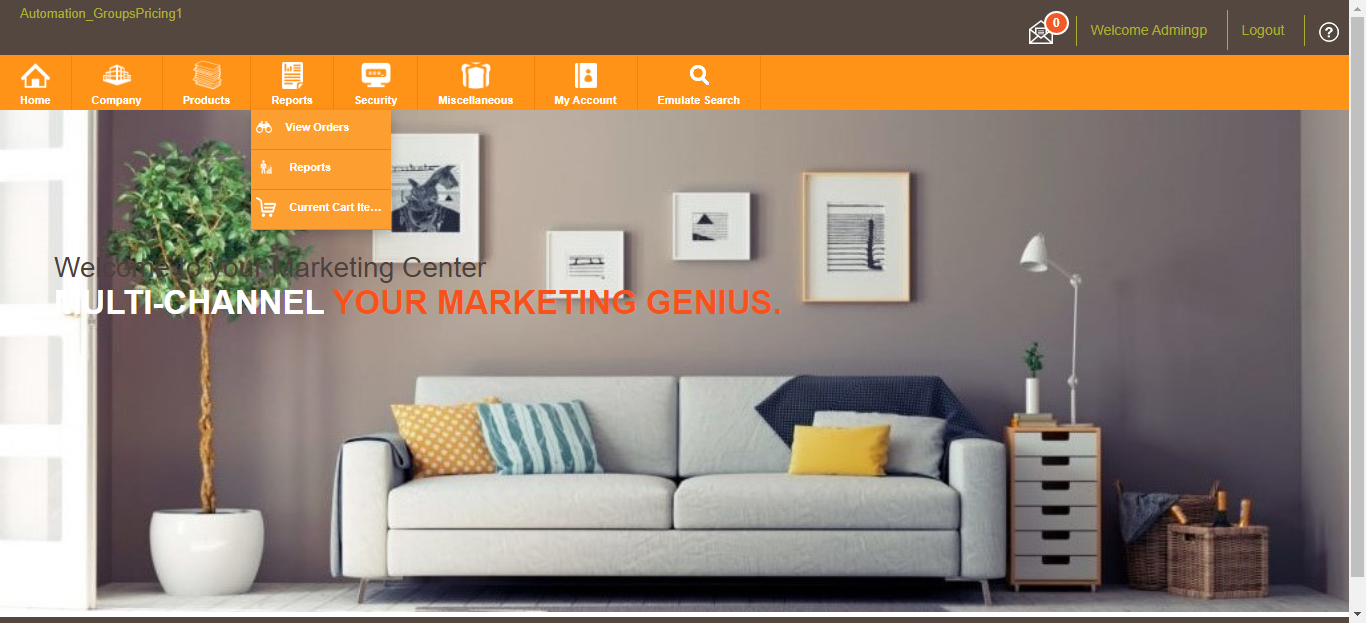 Automation_GroupsPricing1
0
Welcome Admingp
Logout
?
Home
Company
Products
Reports
Security
Miscellaneous
My Account
Emulate Search
View Orders
Reports
Current Cart Ite...
Welcome to your Marketing Center
MULTI-CHANNEL YOUR MARKETING GENIUS.